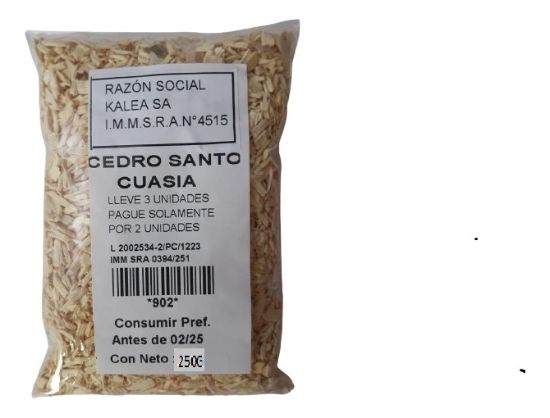 RAZÓN SOCIAL
KALEA SA
I.M.M.S.R.A.N°4515
CEDRO SANTO
CUASIA
LLEVE 3 UNIDADES
PAGUE SOLAMENTE
POR 2 UNIDADES
L 2002534-2/PC/1223
IMM SRA 0394/251
*902*
Consumir Pref.
Antes de 02/25
Con Neto : 250G